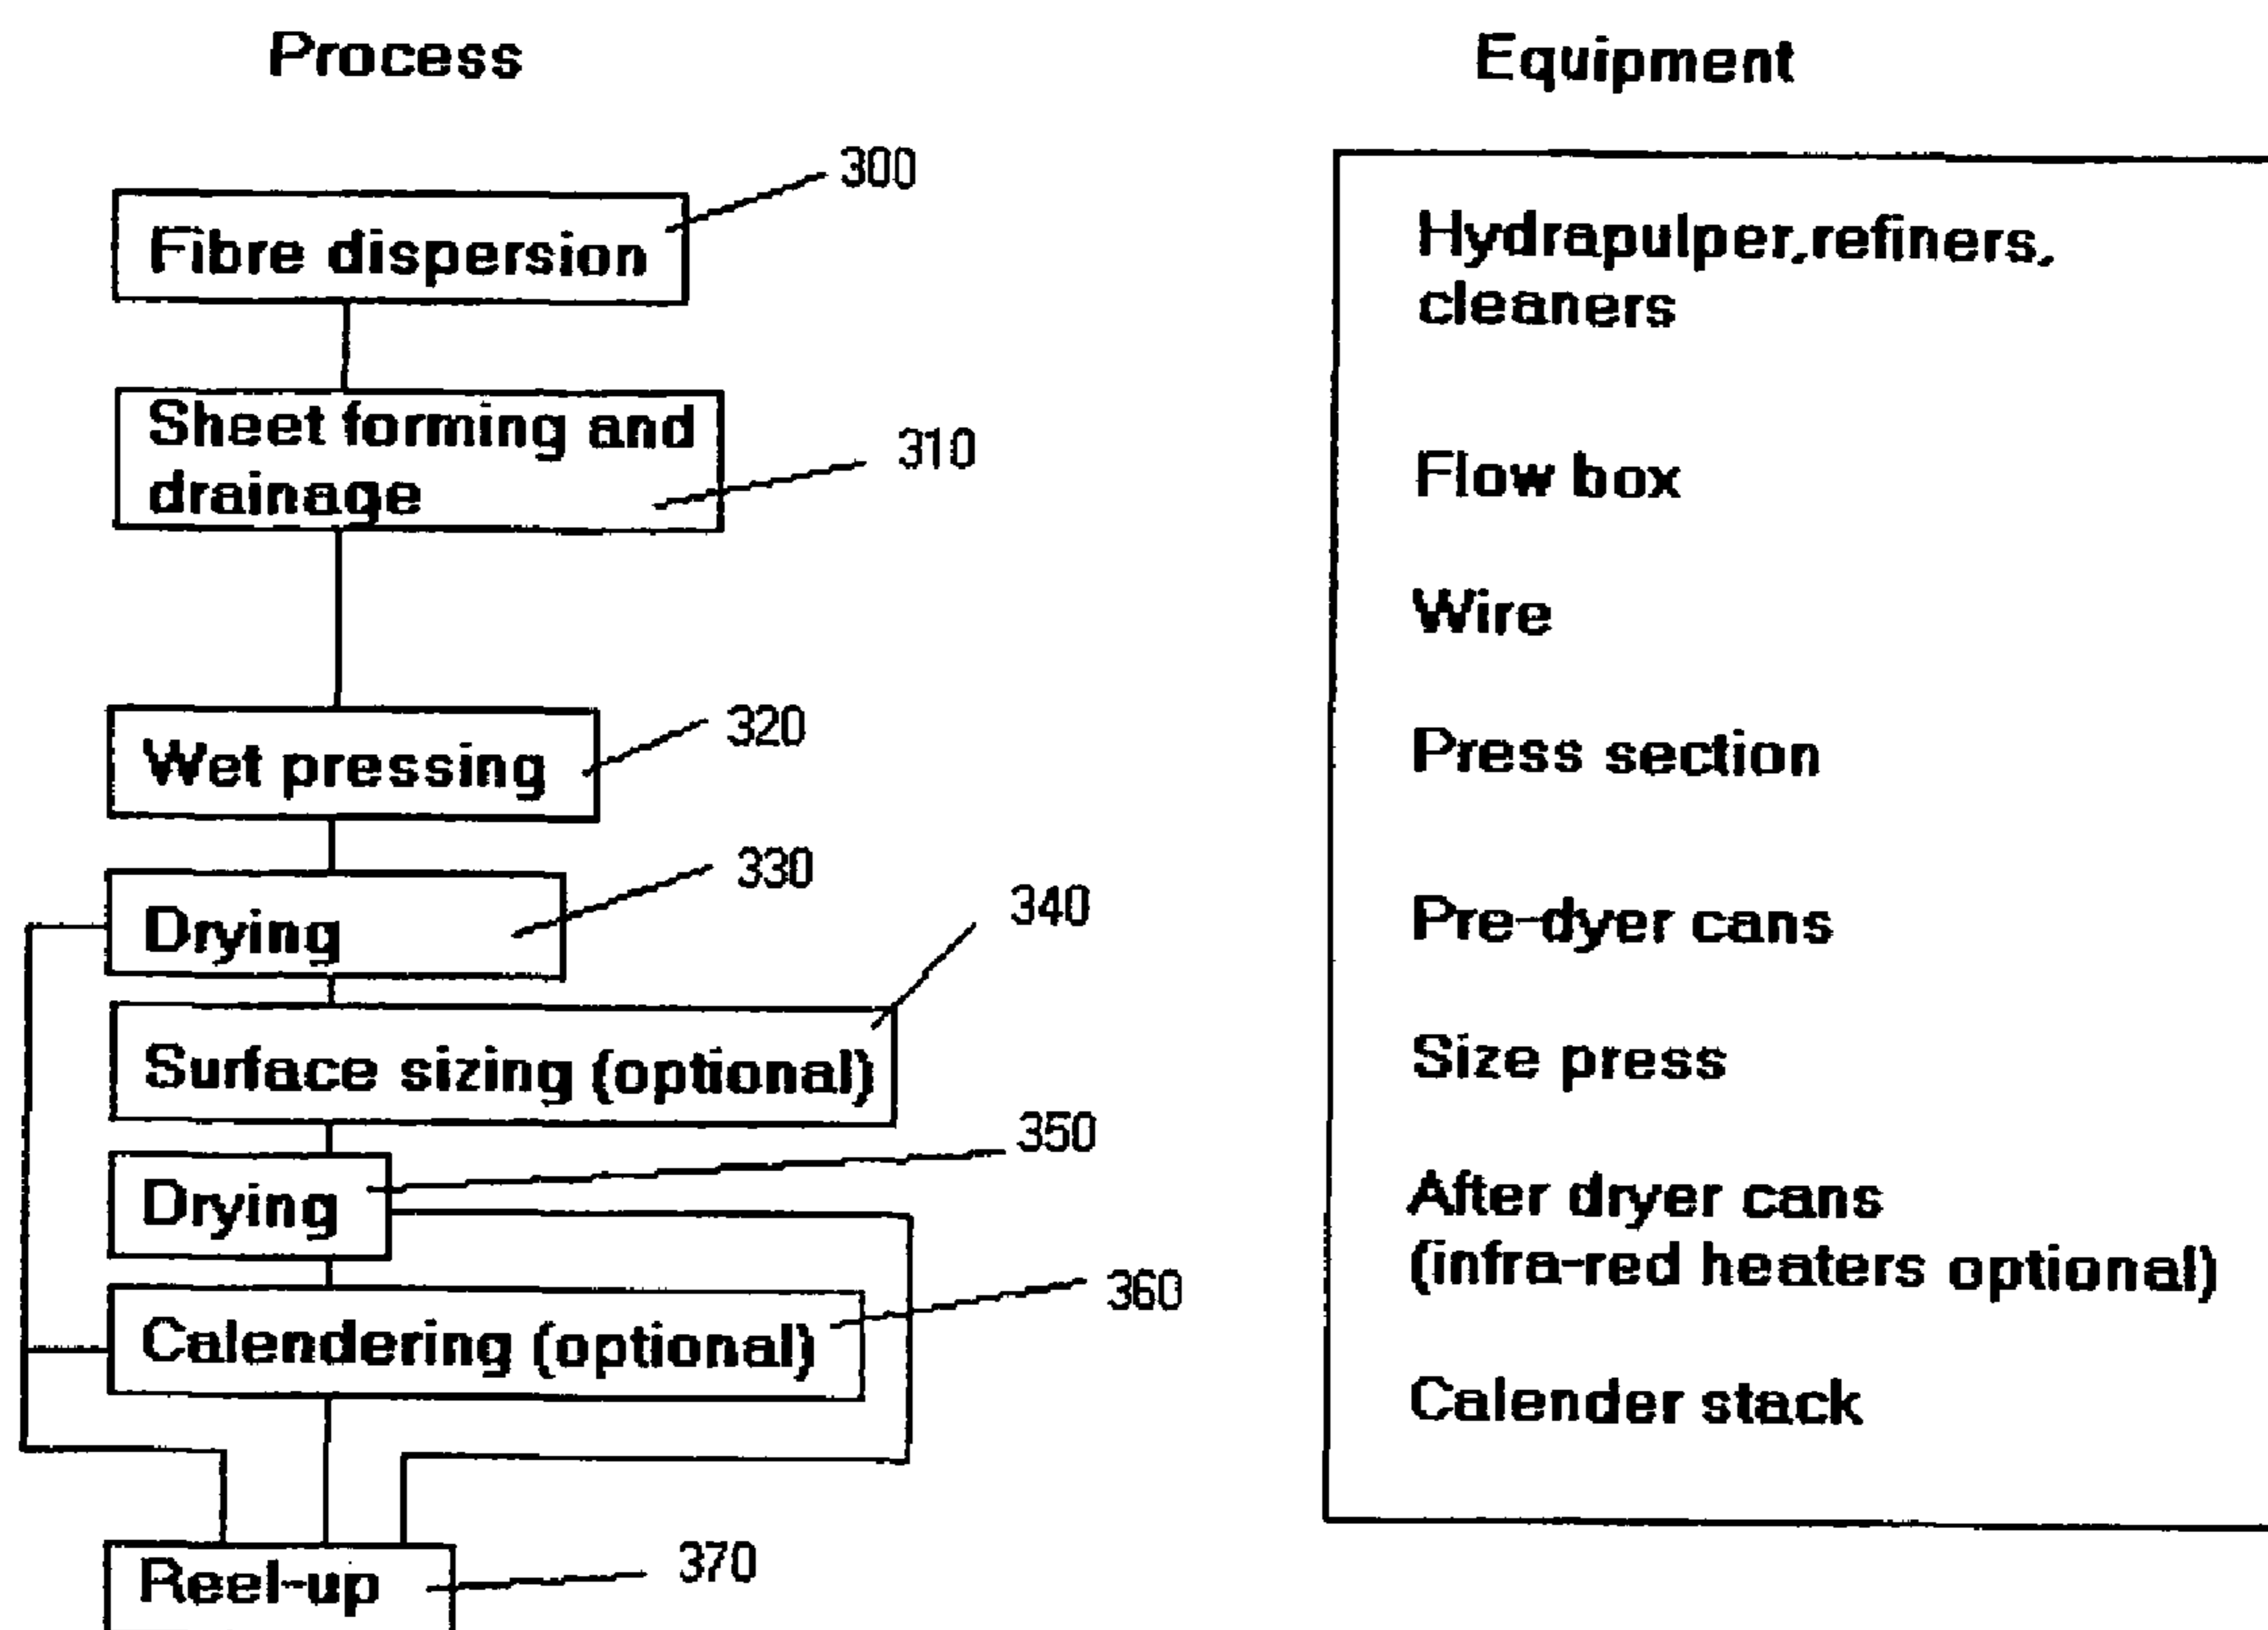 Process
300
Fibre dispersion
Sheet forming and
drainage
310
Wet pressing
320
Drying
330
340
Surface sizing (optional)
350
Drying
360
Calendering (optional)
Reel-up
370
Equipment
Hydrapulper,refiners,
cleaners
Flow box
Wire
Press section
Pre-dyer cans
Size press
After dryer cans
(infra-red heaters optional)
Calender stack